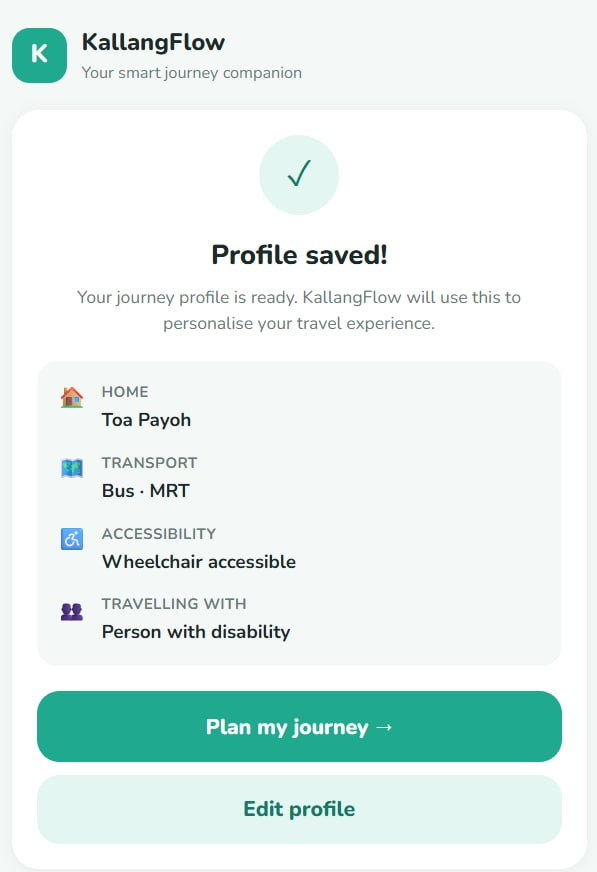 K
KallangFlow
Your smart journey companion
✓
Profile saved!
Your journey profile is ready. KallangFlow will use this to
personalise your travel experience.
HOME
Toa Payoh
TRANSPORT
Bus · MRT
ACCESSIBILITY
Wheelchair accessible
TRAVELLING WITH
Person with disability
Plan my journey →
Edit profile